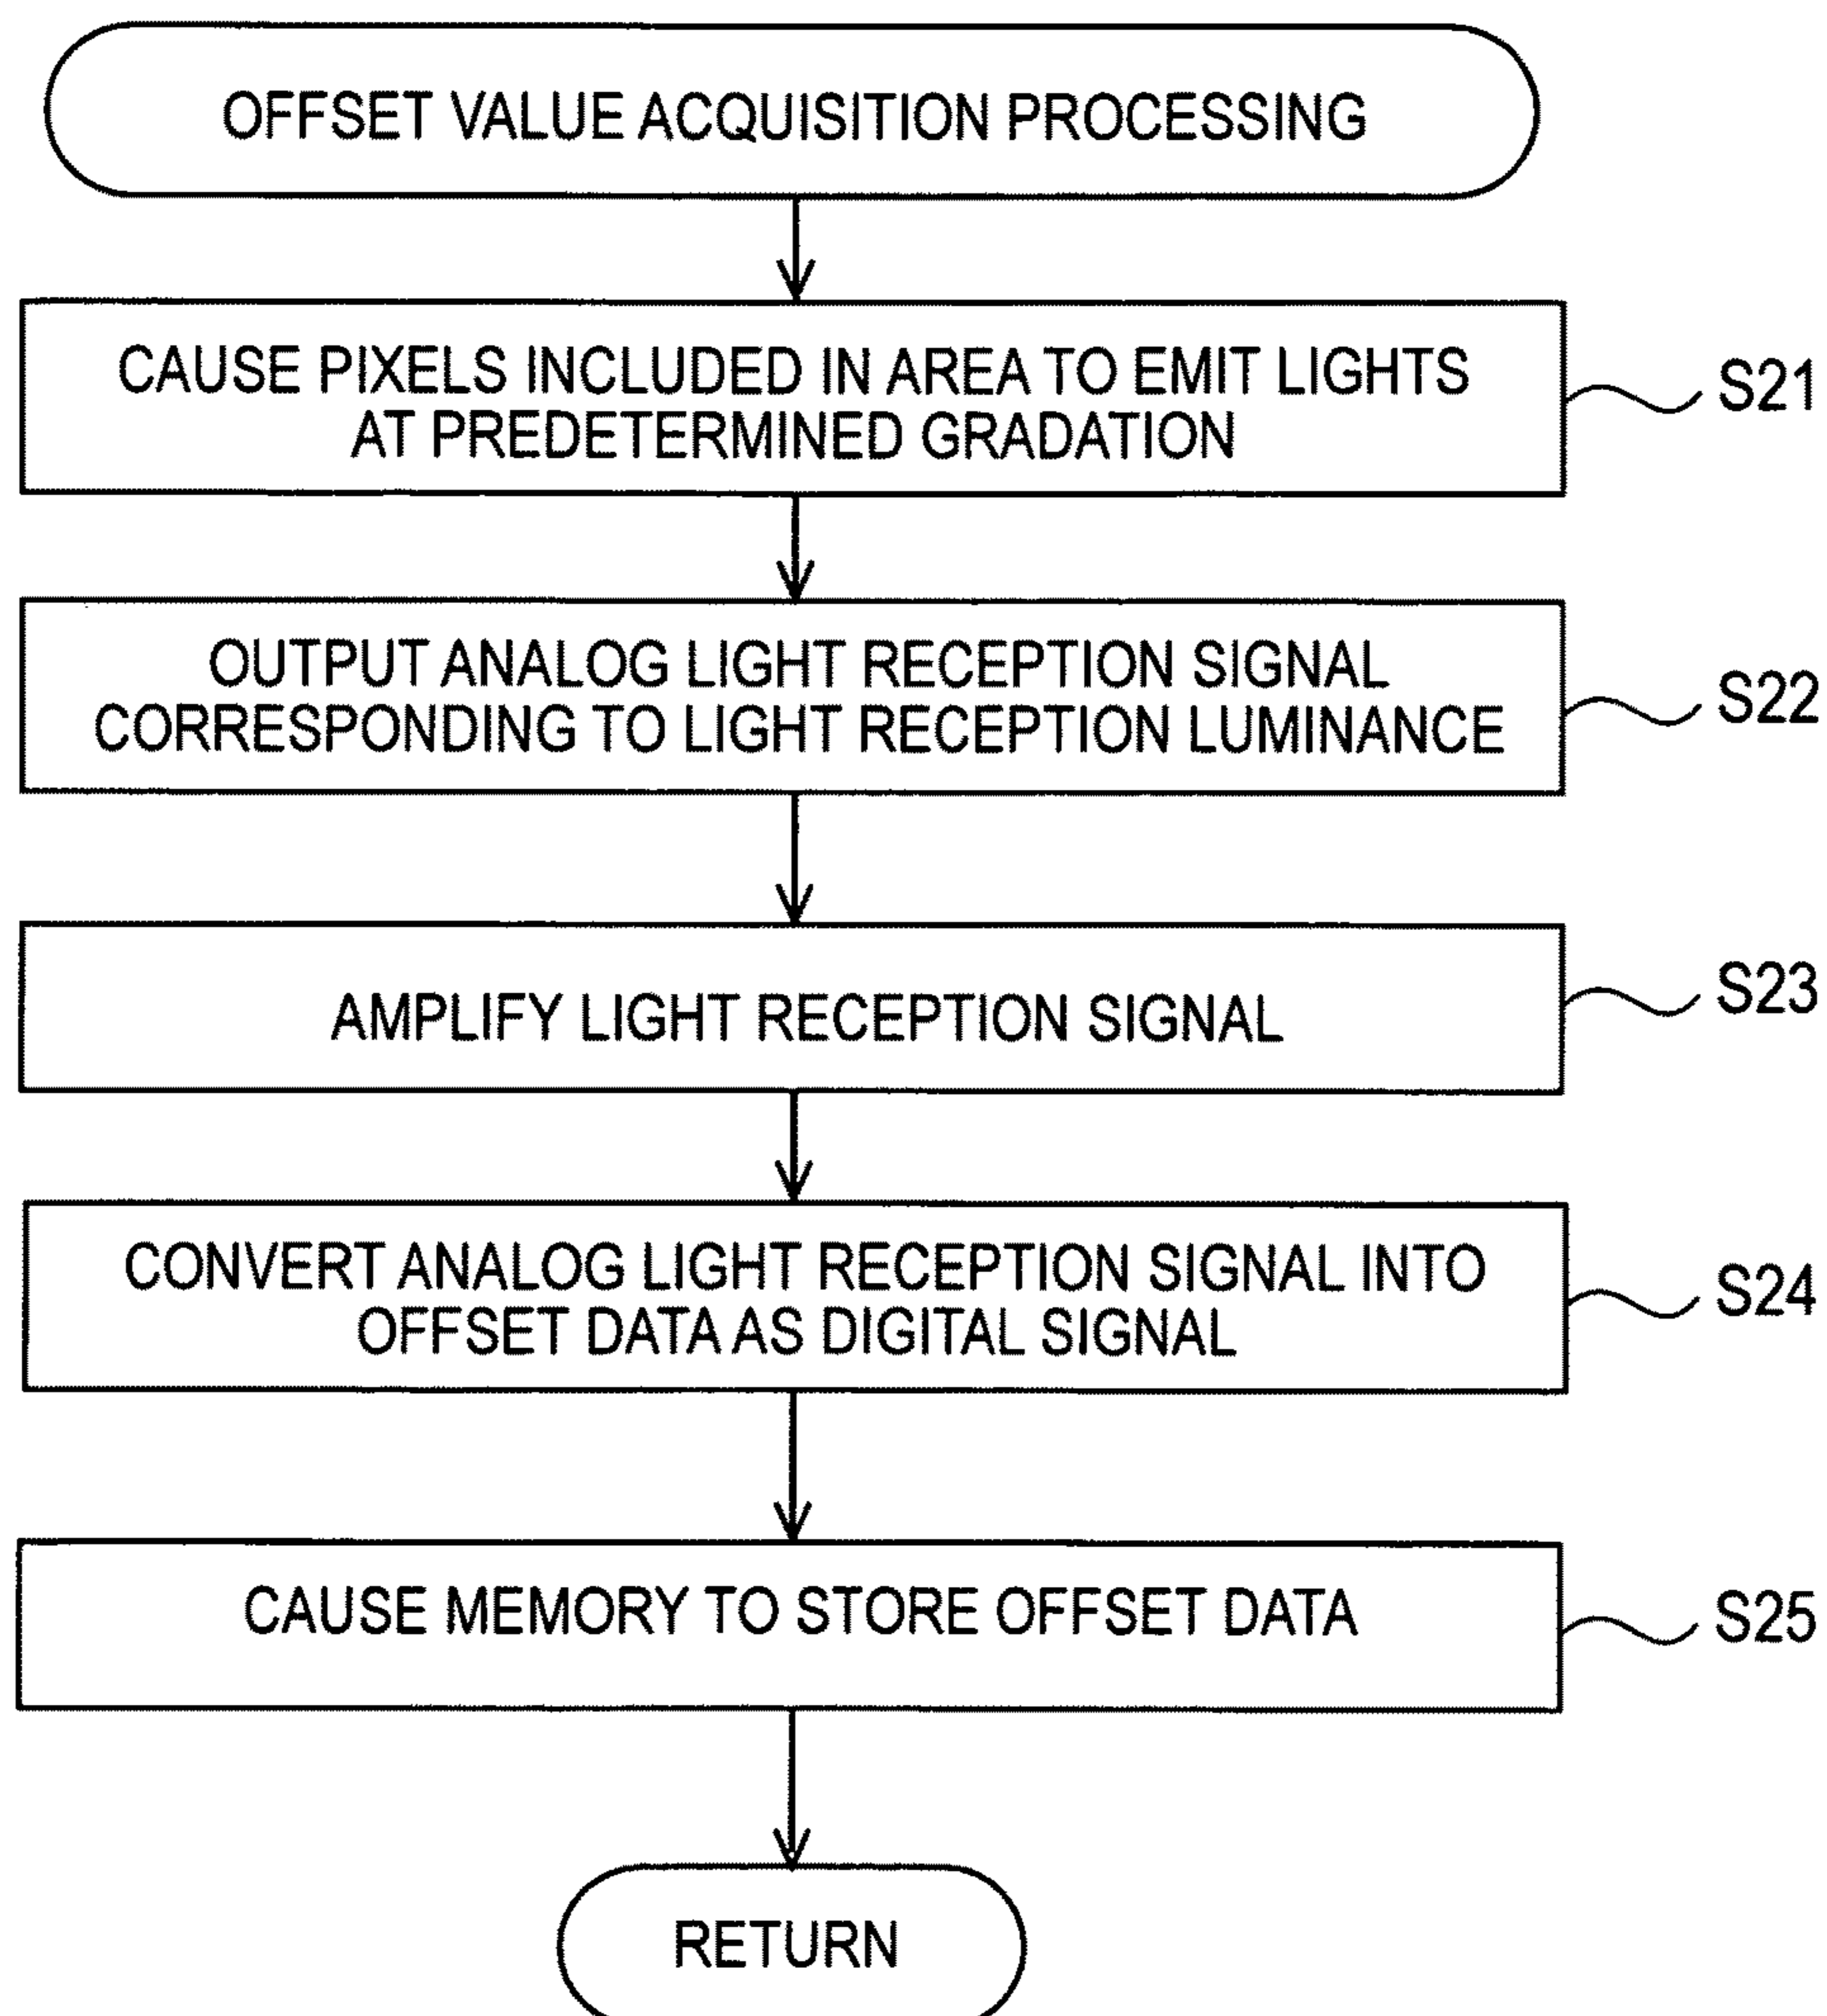 OFFSET VALUE ACQUISITION PROCESSING
CAUSE PIXELS INCLUDED IN AREA TO EMIT LIGHTS
AT PREDETERMINED GRADATION
S21
OUTPUT ANALOG LIGHT RECEPTION SIGNAL
CORRESPONDING TO LIGHT RECEPTION LUMINANCE
S22
AMPLIFY LIGHT RECEPTION SIGNAL
S23
CONVERT ANALOG LIGHT RECEPTION SIGNAL INTO
OFFSET DATA AS DIGITAL SIGNAL
S24
CAUSE MEMORY TO STORE OFFSET DATA
S25
RETURN